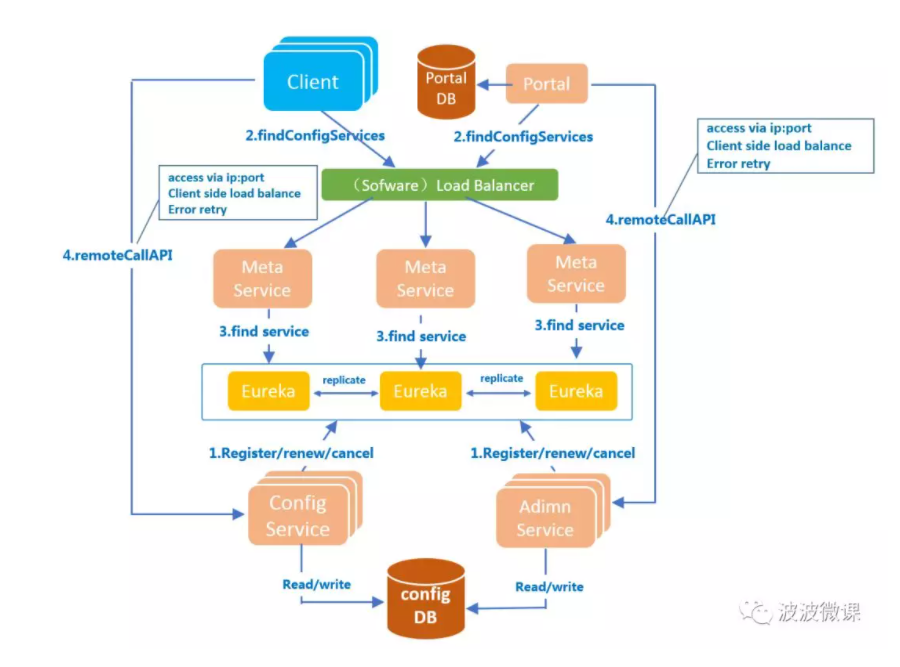 Client
Portal
DB
Portal
2.findConfigServices
2.findConfigServices
access via ip:port
Client side load balance
Error retry
access via ip:port
Client side load balance
Error retry
（Sofware）Load Balancer
4.remoteCallAPI
4.remoteCallAPI
Meta
Service
Meta
Service
Meta
Service
3.find service
3.find service
3.find service
Eureka
replicate
Eureka
replicate
Eureka
1.Register/renew/cancel
1.Register/renew/cancel
Config
Service
Adimn
Service
Read/write
Read/write
config
DB
波波微课